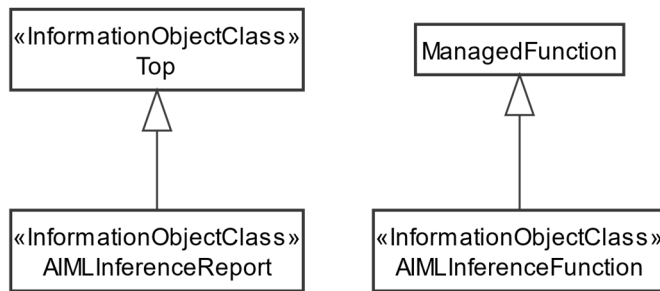 «InformationObjectClass»
Top
ManagedFunction
«InformationObjectClass»
AIMLInferenceReport
«InformationObjectClass»
AIMLInferenceFunction